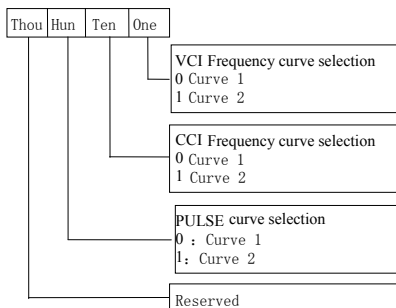 Thou Hun Ten One
VCI Frequency curve selection
0 Curve 1
1 Curve 2
CCI Frequency curve selection
0 Curve 1
1 Curve 2
PULSE curve selection
0 : Curve 1
1: Curve 2
Reserved